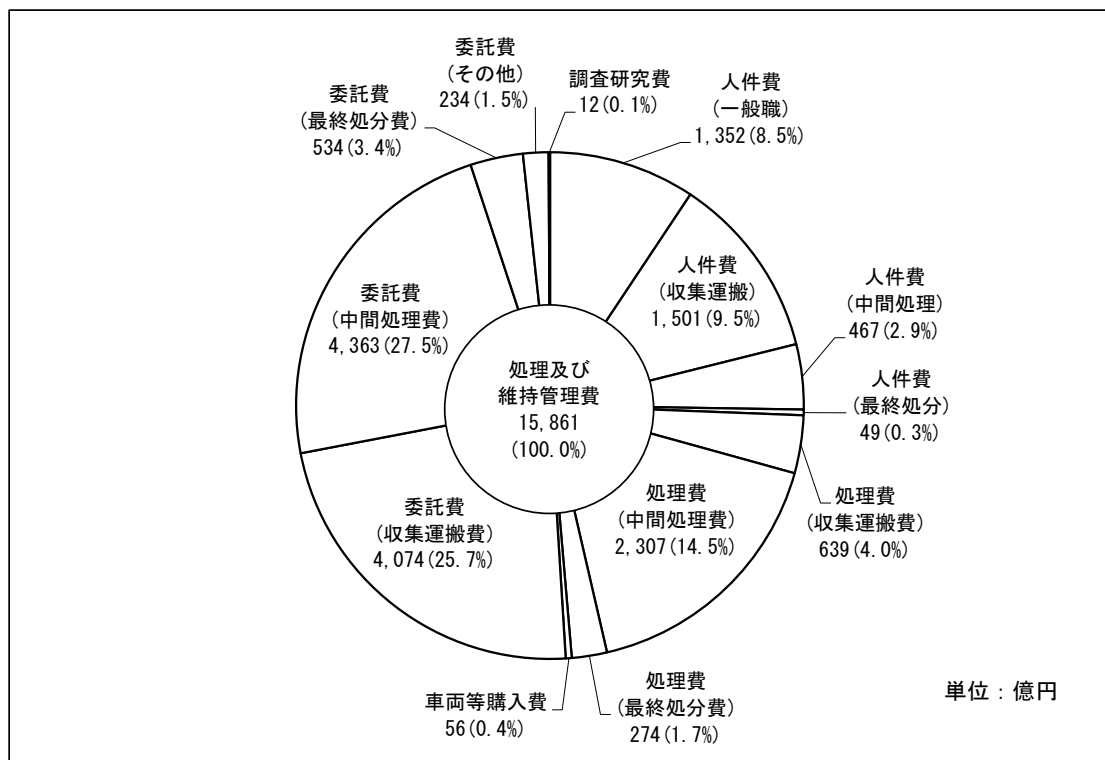 委託費
(その他)
234(1.5%)
調査研究費
12(0.1%)
人件費
(一般職)
1,352(8.5%)
人件費
(収集運搬)
1,501(9.5%)
人件費
(中間処理)
467(2.9%)
人件費
(最終処分)
49(0.3%)
処理費
(収集運搬費)
639(4.0%)
処理費
(中間処理費)
2,307(14.5%)
処理費
(最終処分費)
274(1.7%)
車両等購入費
56(0.4%)
委託費
(収集運搬費)
4,074(25.7%)
委託費
(中間処理費)
4,363(27.5%)
委託費
(最終処分費)
534(3.4%)
処理及び
維持管理費
15,861
(100.0%)
単位：億円